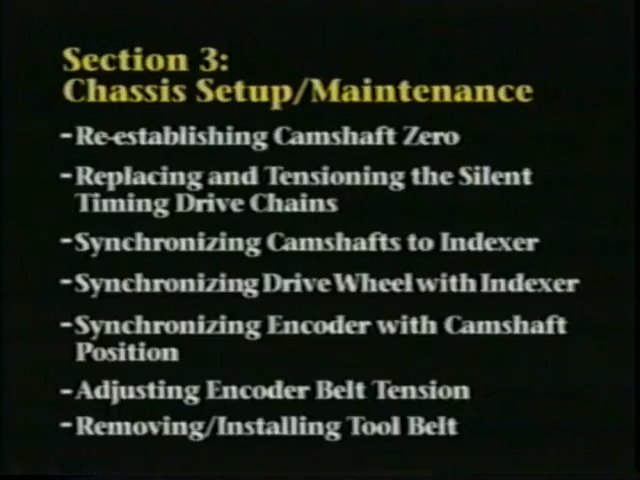 Section 3:
Chassis Setup/Maintenance
-Re-establishing Camshaft Zero
-Replacing and Tensioning the Silent
Timing Drive Chains
-Synchronizing Camshafts to Indexer
-Synchronizing Drive Wheel with Indexer
-Synchronizing Encoder with Camshaft
Position
-Adjusting Encoder Belt Tension
-Removing/Installing Tool Belt